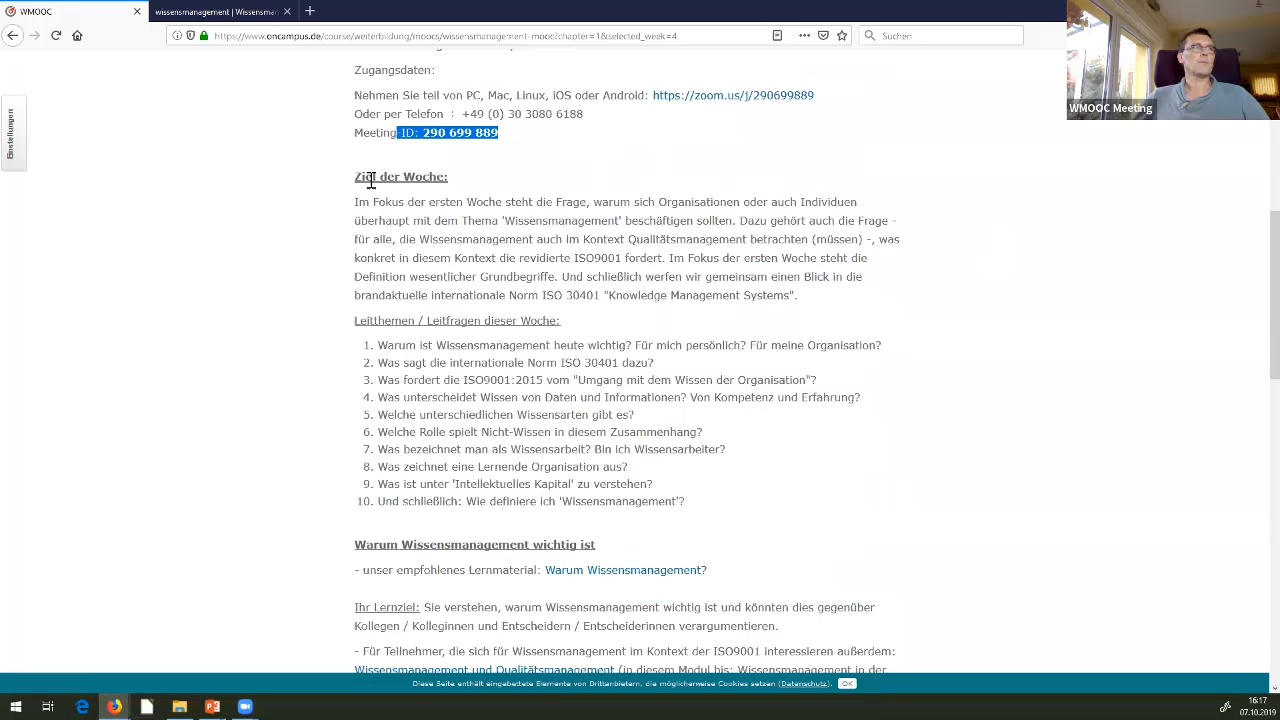 WMOOC
wissensmanagement | Wissensman
https://www.oncampus.de/course/weiterbildung/moocs/wissensmanagement-mooc?chapter=1&selected_week=4
Suchen
WMOOC Meeting
Einstellungen
Zugangsdaten:
Nehmen Sie teil von PC, Mac, Linux, iOS oder Android: https://zoom.us/j/290699889
Oder per Telefon : +49 (0) 30 3080 6188
Meeting ID: 290 699 889
Ziel der Woche:
Im Fokus der ersten Woche steht die Frage, warum sich Organisationen oder auch Individuen
überhaupt mit dem Thema 'Wissensmanagement' beschäftigen sollten. Dazu gehört auch die Frage -
für alle, die Wissensmanagement auch im Kontext Qualitätsmanagement betrachten (müssen) -, was
konkret in diesem Kontext die revidierte ISO9001 fordert. Im Fokus der ersten Woche steht die
Definition wesentlicher Grundbegriffe. Und schließlich werfen wir gemeinsam einen Blick in die
brandaktuelle internationale Norm ISO 30401 "Knowledge Management Systems".
Leitthemen / Leitfragen dieser Woche:
1. Warum ist Wissensmanagement heute wichtig? Für mich persönlich? Für meine Organisation?
2. Was sagt die internationale Norm ISO 30401 dazu?
3. Was fordert die ISO9001:2015 vom "Umgang mit dem Wissen der Organisation"?
4. Was unterscheidet Wissen von Daten und Informationen? Von Kompetenz und Erfahrung?
5. Welche unterschiedlichen Wissensarten gibt es?
6. Welche Rolle spielt Nicht-Wissen in diesem Zusammenhang?
7. Was bezeichnet man als Wissensarbeit? Bin ich Wissensarbeiter?
8. Was zeichnet eine Lernende Organisation aus?
9. Was ist unter 'Intellektuelles Kapital' zu verstehen?
10. Und schließlich: Wie definiere ich 'Wissensmanagement'?
Warum Wissensmanagement wichtig ist
- unser empfohlenes Lernmaterial: Warum Wissensmanagement?
Ihr Lernziel: Sie verstehen, warum Wissensmanagement wichtig ist und könnten dies gegenüber
Kollegen / Kolleginnen und Entscheidern / Entscheiderinnen verargumentieren.
- Für Teilnehmer, die sich für Wissensmanagement im Kontext der ISO9001 interessieren außerdem:
Wissensmanagement und Qualitätsmanagement (in diesem Modul bis: Wissensmanagement in der
Diese Seite enthält eingebettete Elemente von Drittanbietern, die möglicherweise Cookies setzen (Datenschutz). OK
16:17
07.10.2019